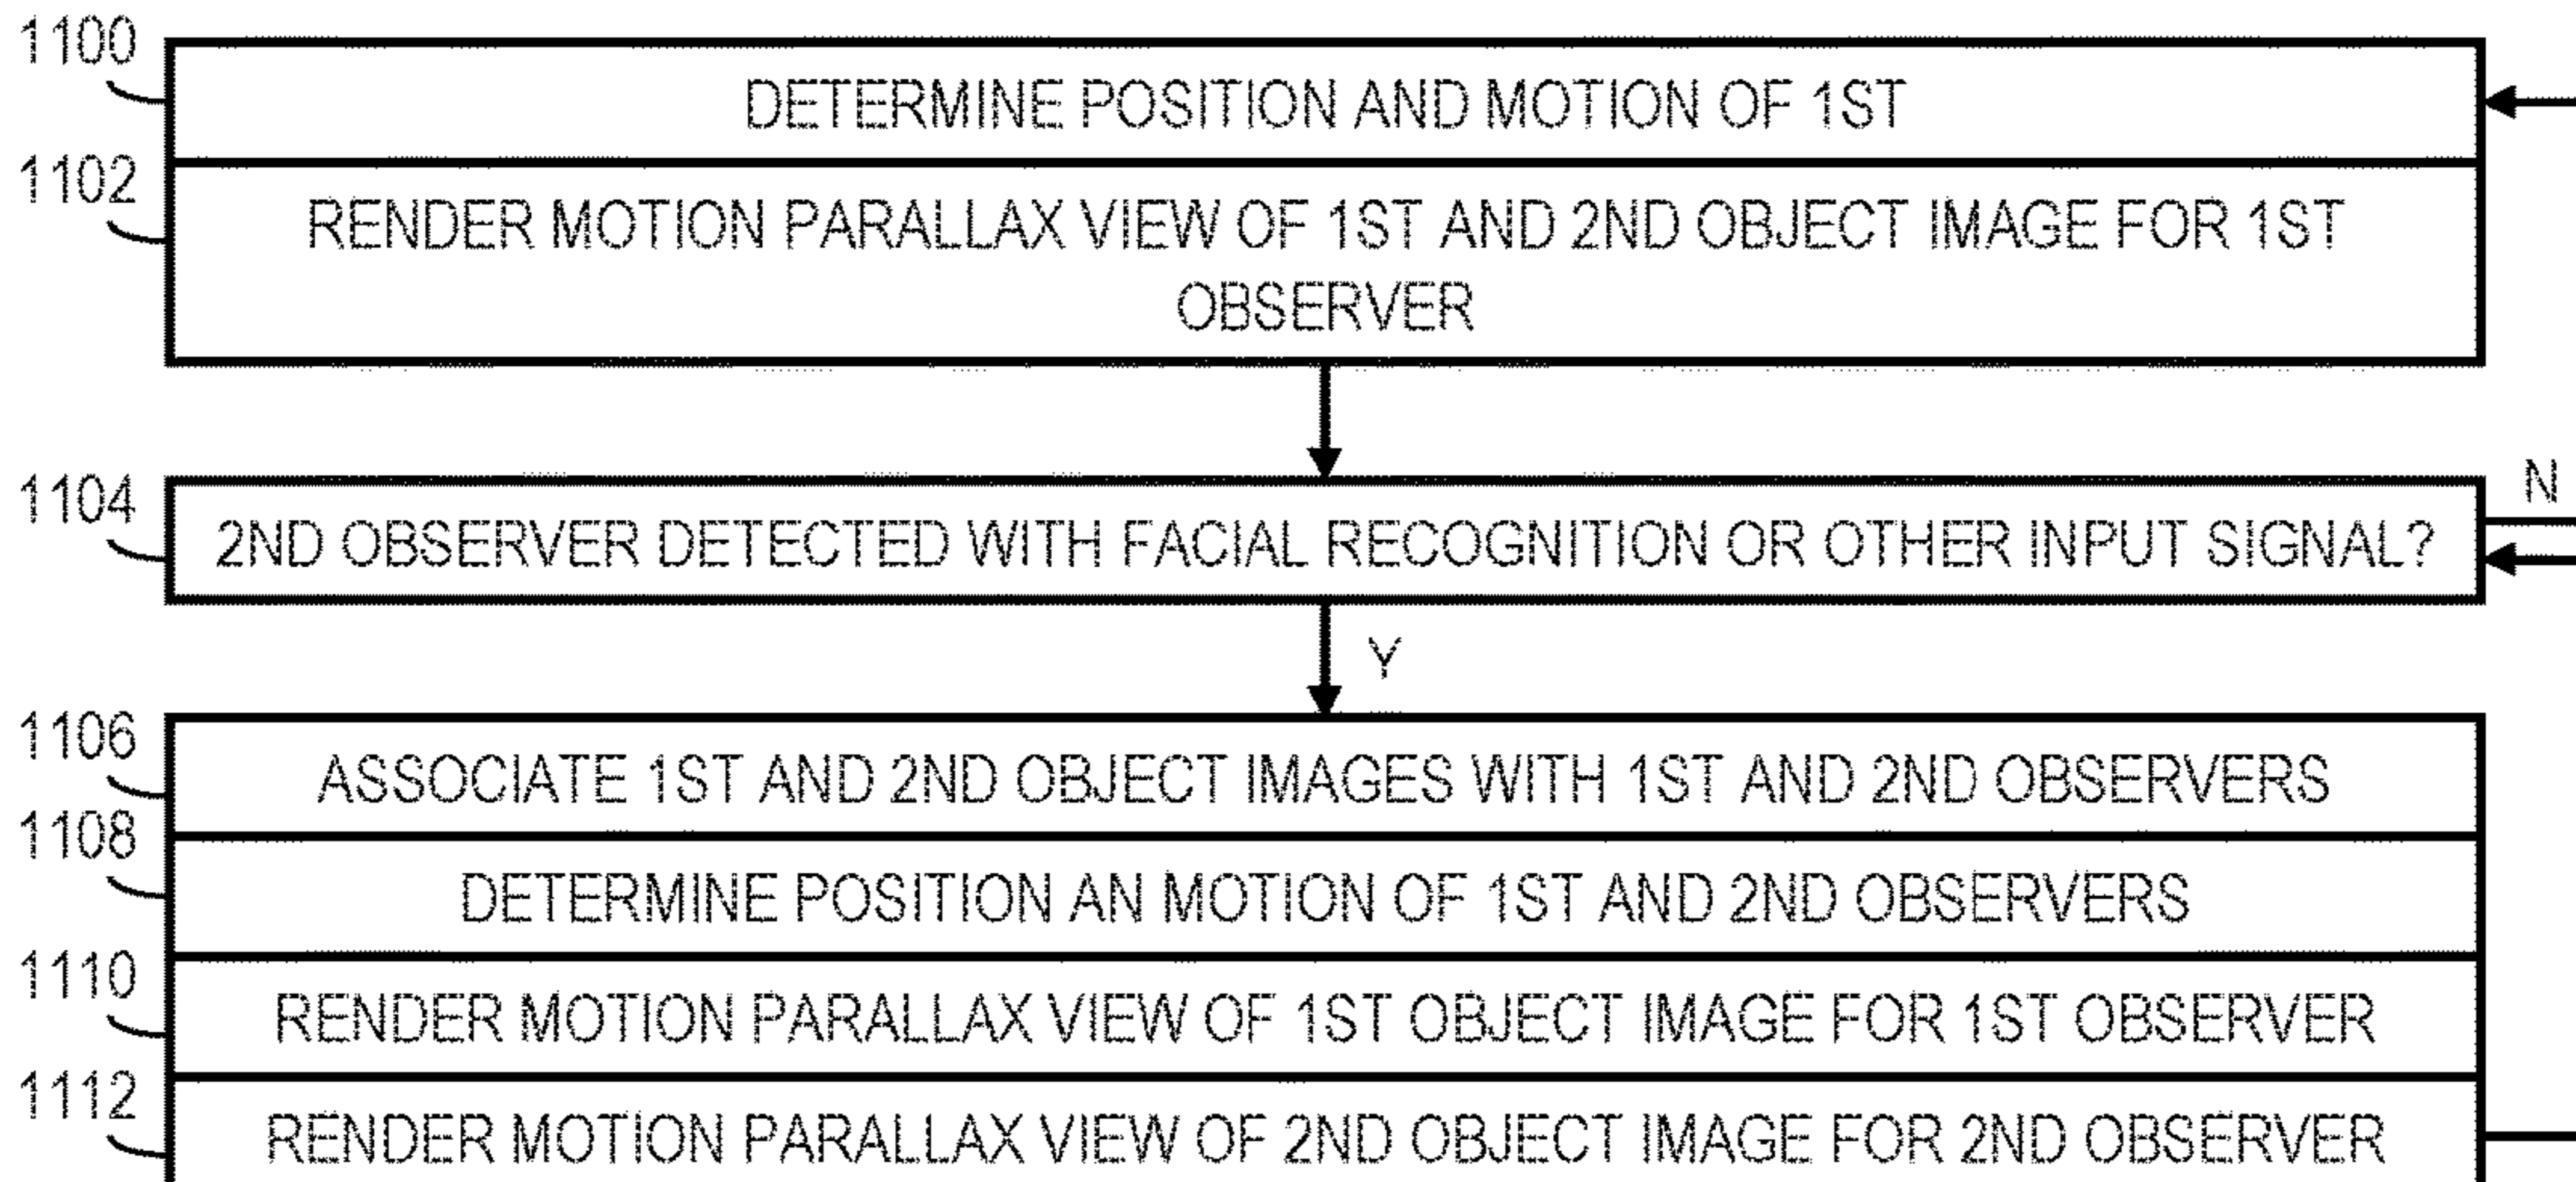 1100
DETERMINE POSITION AND MOTION OF 1ST
1102
RENDER MOTION PARALLAX VIEW OF 1ST AND 2ND OBJECT IMAGE FOR 1ST
OBSERVER
1104
2ND OBSERVER DETECTED WITH FACIAL RECOGNITION OR OTHER INPUT SIGNAL?
N
Y
1106
ASSOCIATE 1ST AND 2ND OBJECT IMAGES WITH 1ST AND 2ND OBSERVERS
1108
DETERMINE POSITION AN MOTION OF 1ST AND 2ND OBSERVERS
1110
RENDER MOTION PARALLAX VIEW OF 1ST OBJECT IMAGE FOR 1ST OBSERVER
1112
RENDER MOTION PARALLAX VIEW OF 2ND OBJECT IMAGE FOR 2ND OBSERVER